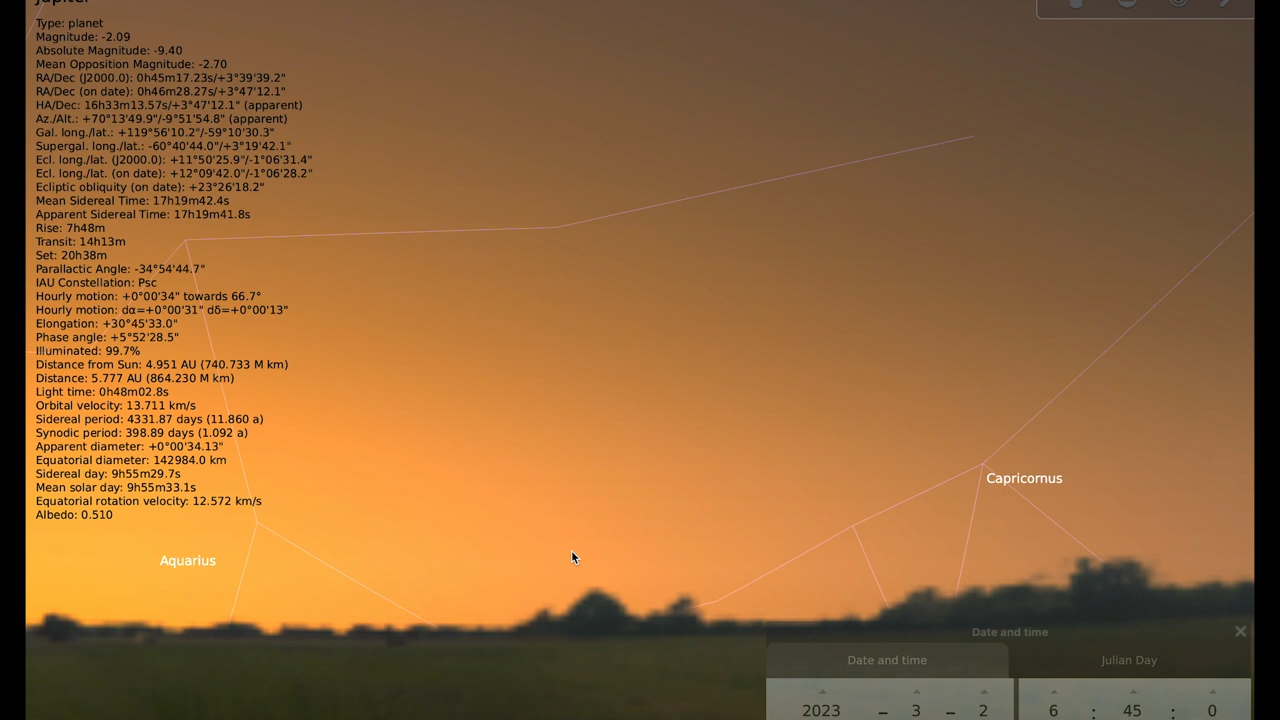 Jupiter
Type: planet
Magnitude: -2.09
Absolute Magnitude: -9.40
Mean Opposition Magnitude: -2.70
RA/Dec (J2000.0): 0h45m17.23s/+3°39'39.2"
RA/Dec (on date): 0h46m28.27s/+3°47'12.1"
HA/Dec: 16h33m13.57s/+3°47'12.1" (apparent)
Az./Alt.: +70°13'49.9"/-9°51'54.8" (apparent)
Gal. long./lat.: +119°56'10.2"/-59°10'30.3"
Supergal. long./lat.: -60°40'44.0"/+3°19'42.1"
Ecl. long./lat. (J2000.0): +11°50'25.9"/-1°06'31.4"
Ecl. long./lat. (on date): +12°09'42.0"/-1°06'28.2"
Ecliptic obliquity (on date): +23°26'18.2"
Mean Sidereal Time: 17h19m42.4s
Apparent Sidereal Time: 17h19m41.8s
Rise: 7h48m
Transit: 14h13m
Set: 20h38m
Parallactic Angle: -34°54'44.7"
IAU Constellation: Psc
Hourly motion: +0°00'34" towards 66.7°
Hourly motion: dα=+0°00'31" dδ=+0°00'13"
Elongation: +30°45'33.0"
Phase angle: +5°52'28.5"
Illuminated: 99.7%
Distance from Sun: 4.951 AU (740.733 M km)
Distance: 5.777 AU (864.230 M km)
Light time: 0h48m02.8s
Orbital velocity: 13.711 km/s
Sidereal period: 4331.87 days (11.860 a)
Synodic period: 398.89 days (1.092 a)
Apparent diameter: +0°00'34.13"
Equatorial diameter: 142984.0 km
Sidereal day: 9h55m29.7s
Mean solar day: 9h55m33.1s
Equatorial rotation velocity: 12.572 km/s
Albedo: 0.510
Capricornus
Aquarius
Date and time
Date and time Julian Day
2023 - 3 - 2 6 : 45 : 0